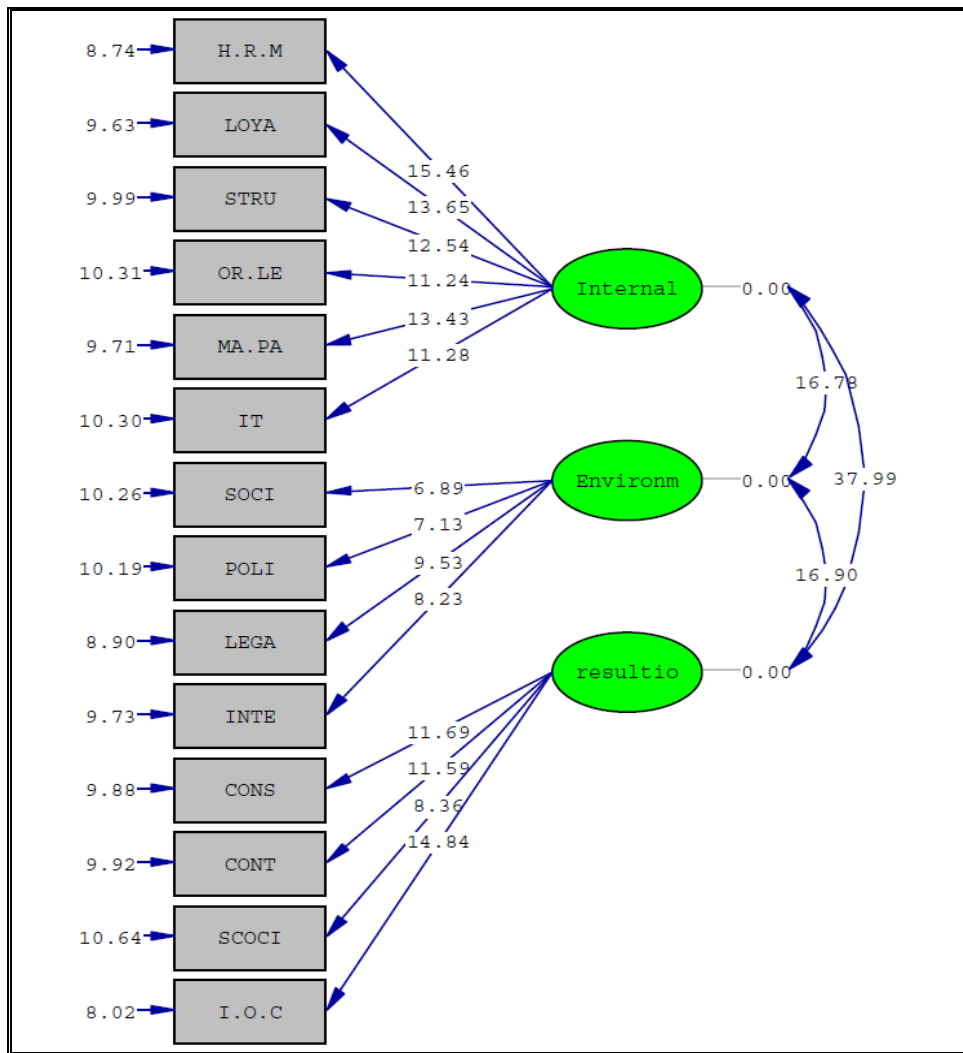 8.74 H.R.M
9.63 LOYA
9.99 STRU
10.31 OR.LE
9.71 MA.PA
10.30 IT
10.26 SOCI
10.19 POLI
8.90 LEGA
9.73 INTE
9.88 CONS
9.92 CONT
10.64 SCOCI
8.02 I.O.C
15.46
13.65
12.54
11.24
13.43
11.28
6.89
7.13
9.53
8.23
11.69
11.59
8.36
14.84
Internal 0.00
Environm 0.00
resultio 0.00
16.78
37.99
16.90